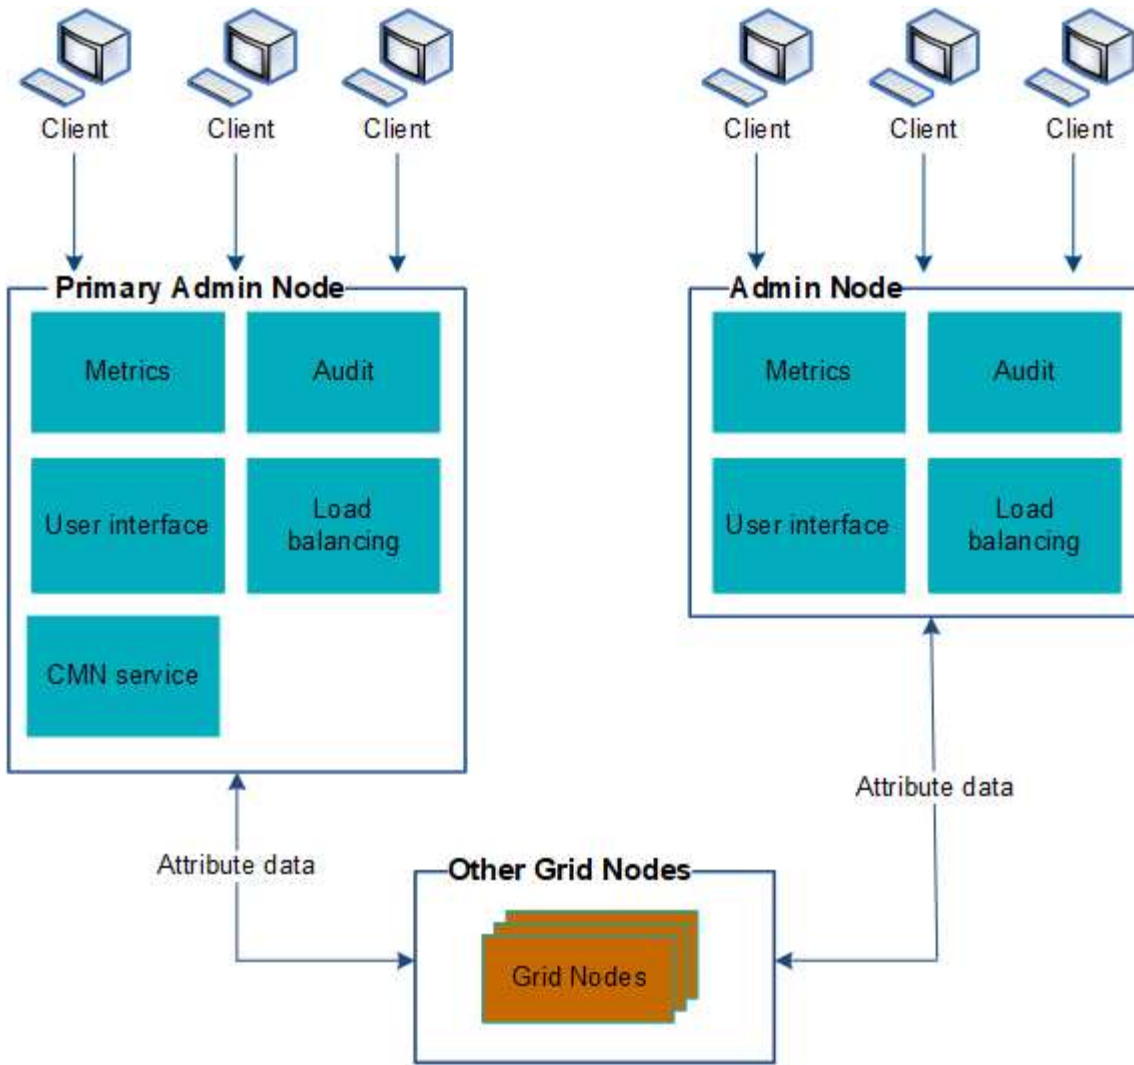 Client
Client
Client
Client
Client
Client
Primary Admin Node
Metrics
Audit
User interface
Load
balancing
CMN service
Admin Node
Metrics
Audit
User interface
Load
balancing
Attribute data
Attribute data
Other Grid Nodes
Grid Nodes